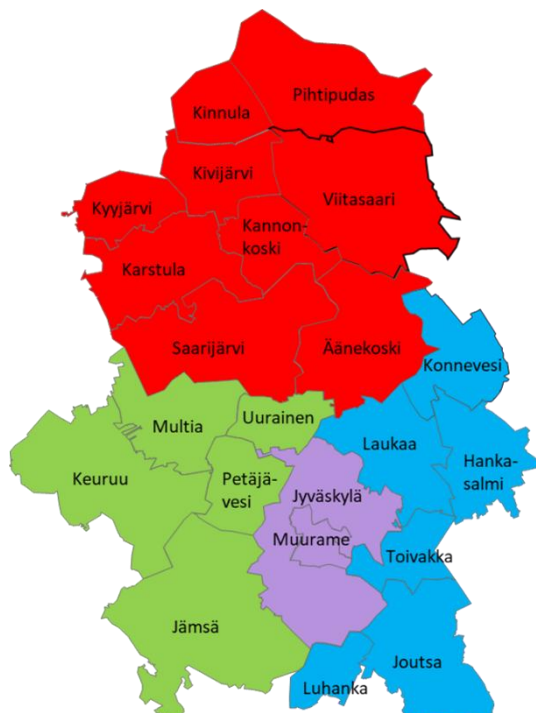 Pihtipudas
Kinnula
Kivijärvi
Viitasaari
Kyyjärvi
Kannon-
koski
Karstula
Saarijärvi
Äänekoski
Konnevesi
Multia
Uurainen
Laukaa
Hanka-
salmi
Keuruu
Petäjä-
vesi
Jyväskylä
Muurame
Toivakka
Jämsä
Joutsa
Luhanka